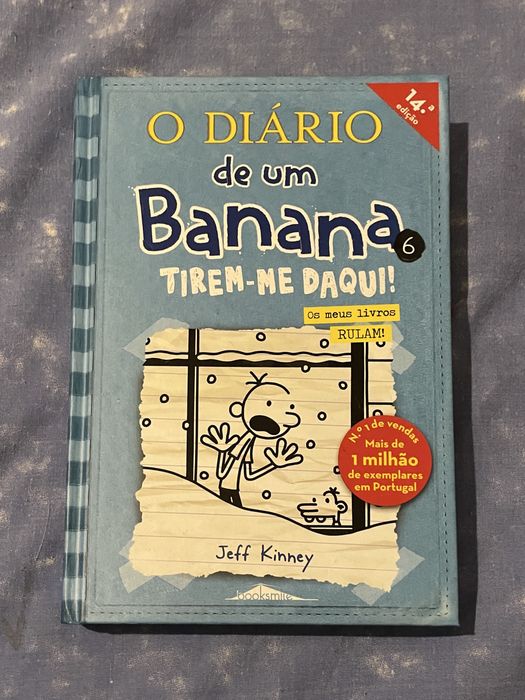 14.ª
edição
O DIÁRIO
de um
Banana
6
TIREM-ME DAQUI!
Os meus livros
RULAM!
N.º 1 de vendas
Mais de
1 milhão
de exemplares
em Portugal
Jeff Kinney
booksmile